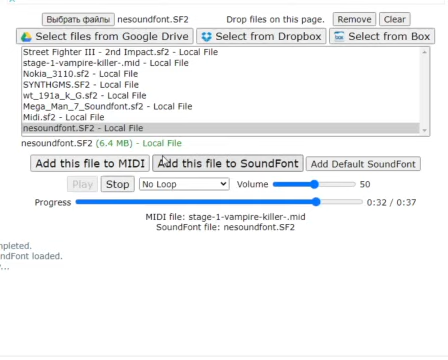 Выбрать файлы nesoundfont.SF2 Drop files on this page. Remove Clear
Select files from Google Drive Select from Dropbox Select from Box
Street Fighter III - 2nd Impact.sf2 - Local File
stage-1-vampire-killer-.mid - Local File
Nokia_3110.sf2 - Local File
SYNTHGMS.SF2 - Local File
wt_191a_k_G.sf2 - Local File
Mega_Man_7_Soundfont.sf2 - Local File
Midi.sf2 - Local File
nesoundfont.SF2 - Local File
nesoundfont.SF2 (6.4 MB) - Local File
Add this file to MIDI Add this file to SoundFont Add Default SoundFont
Play Stop No Loop Volume 50
Progress 0:32 / 0:37
MIDI file: stage-1-vampire-killer-.mid
SoundFont file: nesoundfont.SF2
mpleted.
ndFont loaded.